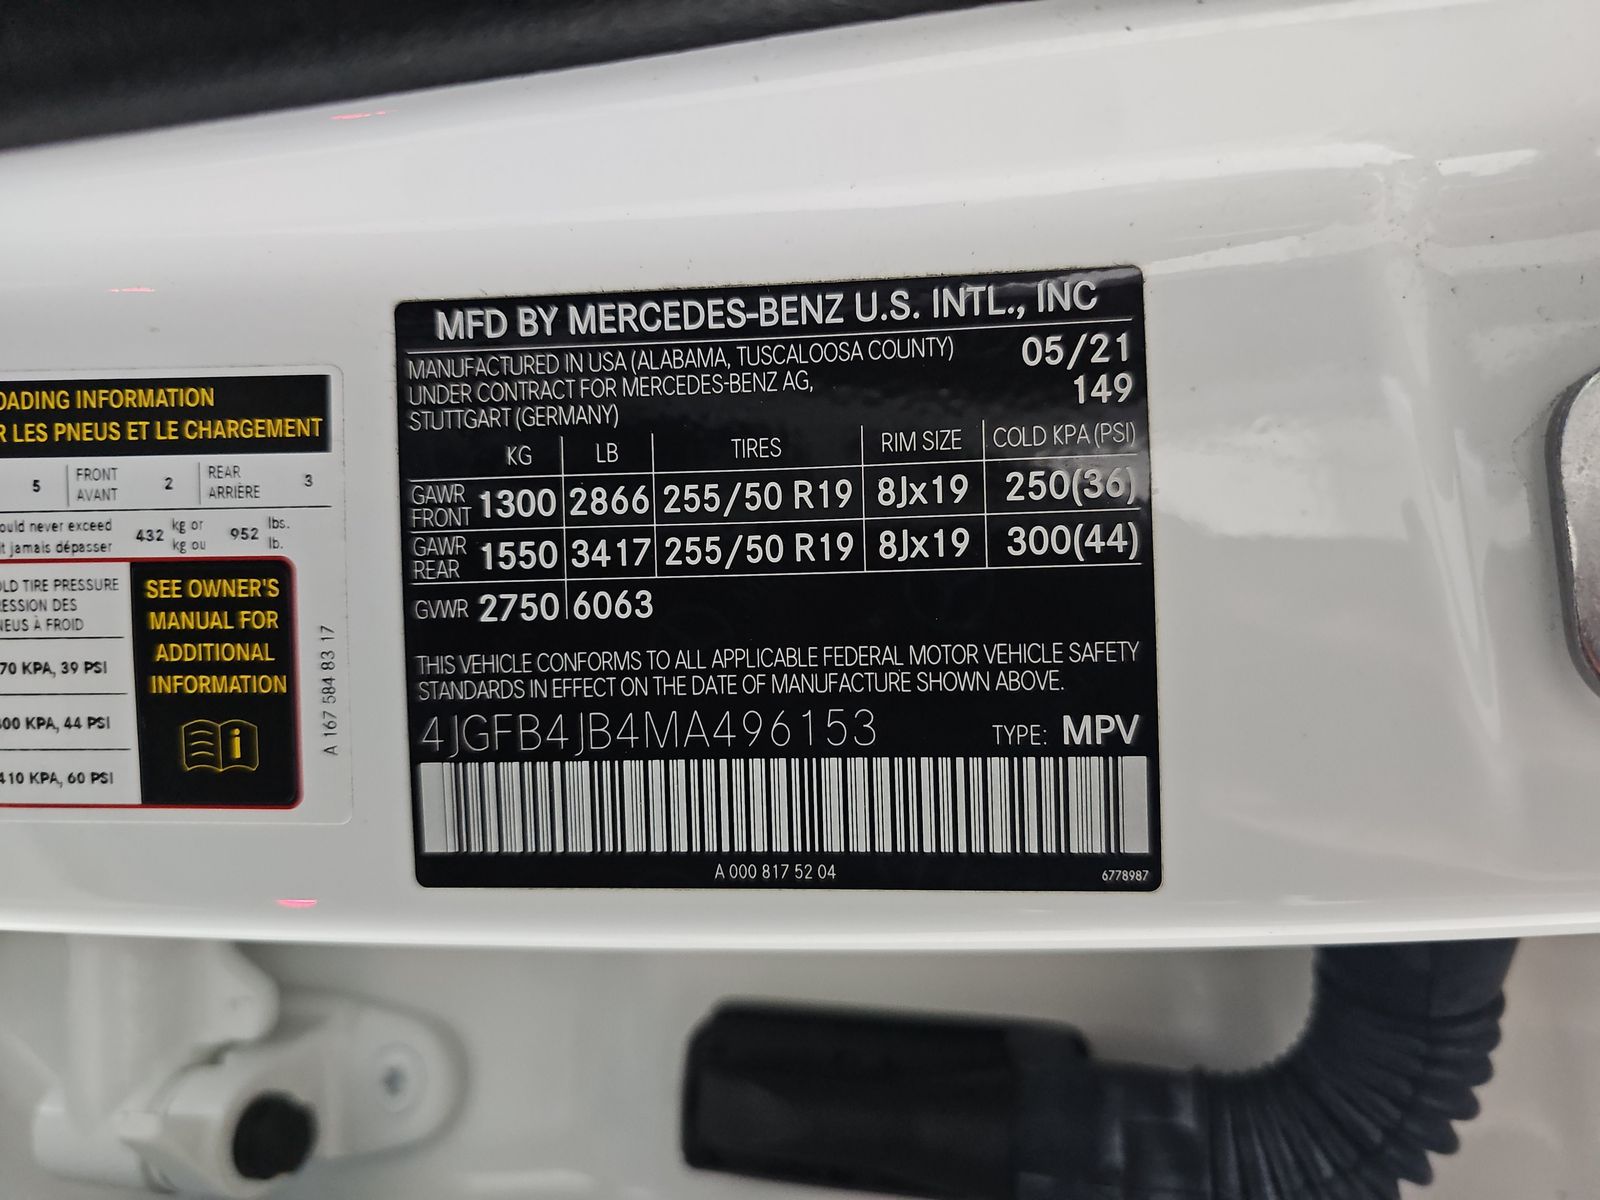 OADING INFORMATION
R LES PNEUS ET LE CHARGEMENT
5 FRONT AVANT 2 REAR ARRIÈRE 3
ould never exceed 432 kg or 952 lbs.
it jamais dépasser kg ou lb.
LD TIRE PRESSURE
ESSION DES
NEUS À FROID
70 KPA, 39 PSI
00 KPA, 44 PSI
410 KPA, 60 PSI
SEE OWNER'S
MANUAL FOR
ADDITIONAL
INFORMATION
A 167 584 83 17
MFD BY MERCEDES-BENZ U.S. INTL., INC
MANUFACTURED IN USA (ALABAMA, TUSCALOOSA COUNTY) 05/21
UNDER CONTRACT FOR MERCEDES-BENZ AG, 149
STUTTGART (GERMANY)
KG LB TIRES RIM SIZE COLD KPA (PSI)
GAWR FRONT 1300 2866 255/50 R19 8Jx19 250(36)
GAWR REAR 1550 3417 255/50 R19 8Jx19 300(44)
GVWR 2750 6063
THIS VEHICLE CONFORMS TO ALL APPLICABLE FEDERAL MOTOR VEHICLE SAFETY
STANDARDS IN EFFECT ON THE DATE OF MANUFACTURE SHOWN ABOVE.
4JGFB4JB4MA496153 TYPE: MPV
A 000 817 52 04 6778987